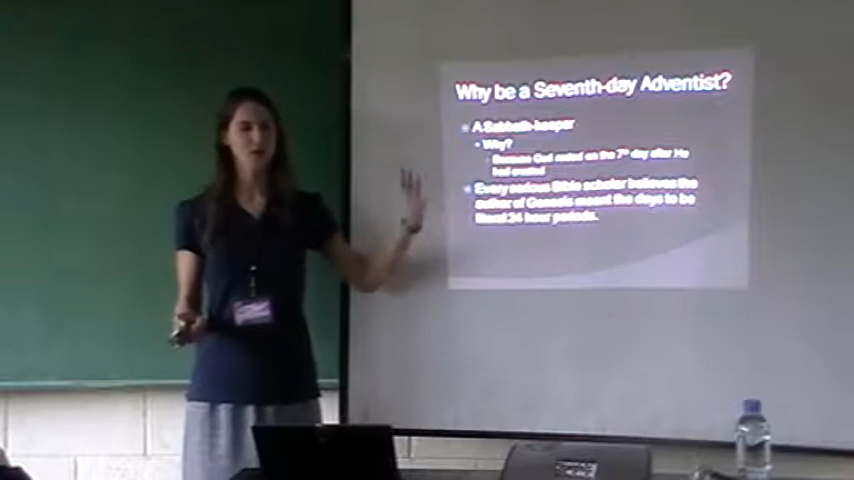 Why be a Seventh-day Adventist?
A Sabbath-keeper
Why?
Because God rested on the 7th day after He
had created
Every serious Bible scholar believes the
author of Genesis meant the days to be
literal 24 hour periods.